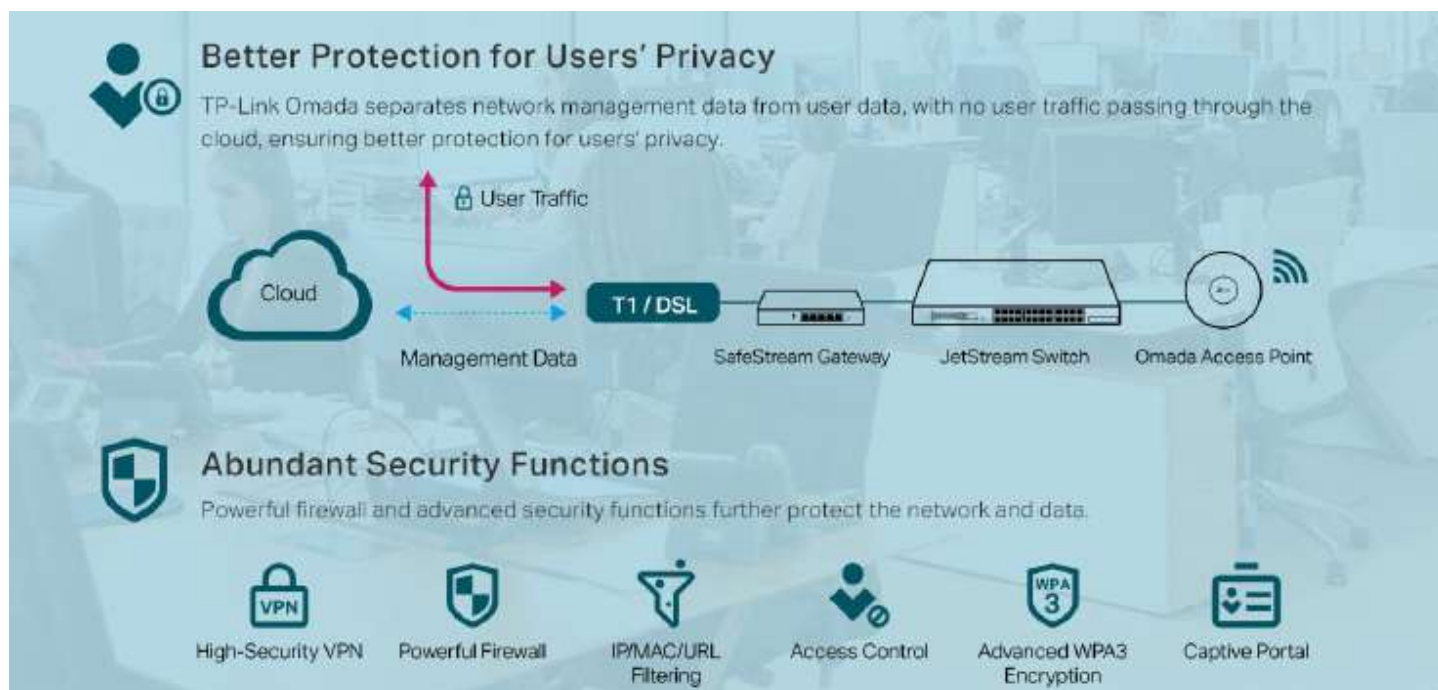 Better Protection for Users' Privacy
TP-Link Omada separates network management data from user data, with no user traffic passing through the
cloud, ensuring better protection for users' privacy.
User Traffic
Cloud
T1 / DSL
Management Data
SafeStream Gateway
JetStream Switch
Omada Access Point
Abundant Security Functions
Powerful firewall and advanced security functions further protect the network and data.
VPN
WPA
3
High-Security VPN
Powerful Firewall
IP/MAC/URL
Filtering
Access Control
Advanced WPA3
Encryption
Captive Portal